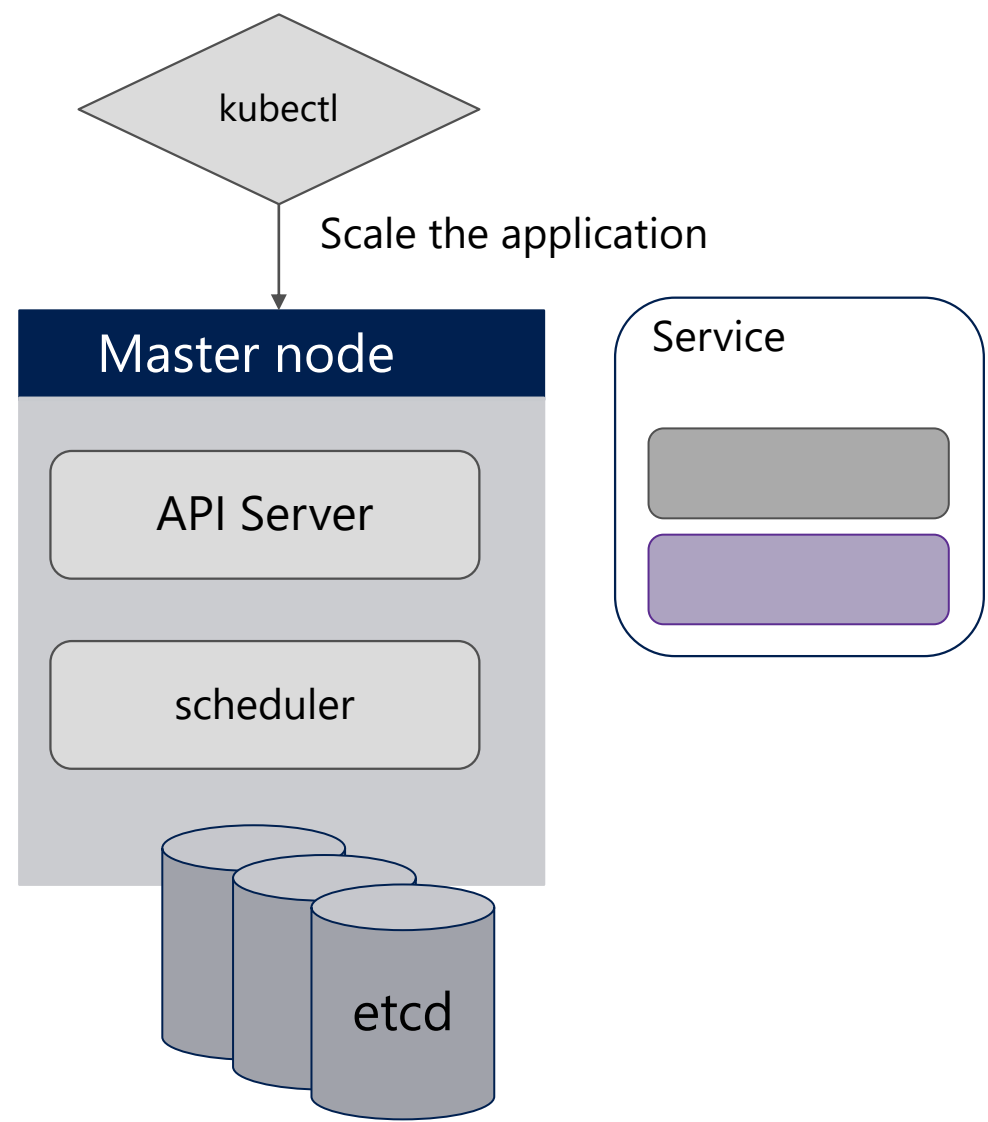 kubectl
Scale the application
Master node
Service
API Server
scheduler
etcd